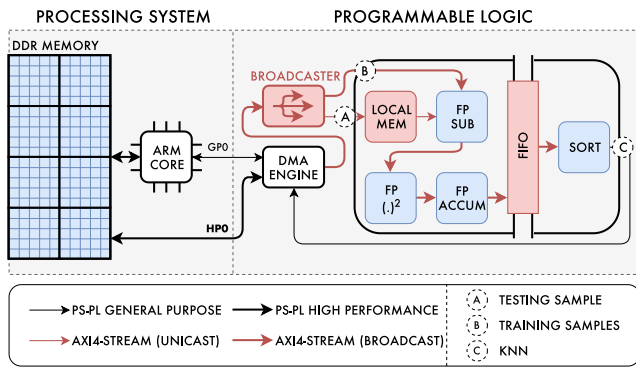 PROCESSING SYSTEM
PROGRAMMABLE LOGIC
DDR MEMORY
BROADCASTER
B
A
LOCAL
MEM
FP
SUB
ARM
CORE
GP0
DMA
ENGINE
FIFO
SORT
C
FP
(.)²
FP
ACCUM
HP0
PS-PL GENERAL PURPOSE
PS-PL HIGH PERFORMANCE
AXI4-STREAM (UNICAST)
AXI4-STREAM (BROADCAST)
A TESTING SAMPLE
B TRAINING SAMPLES
C KNN